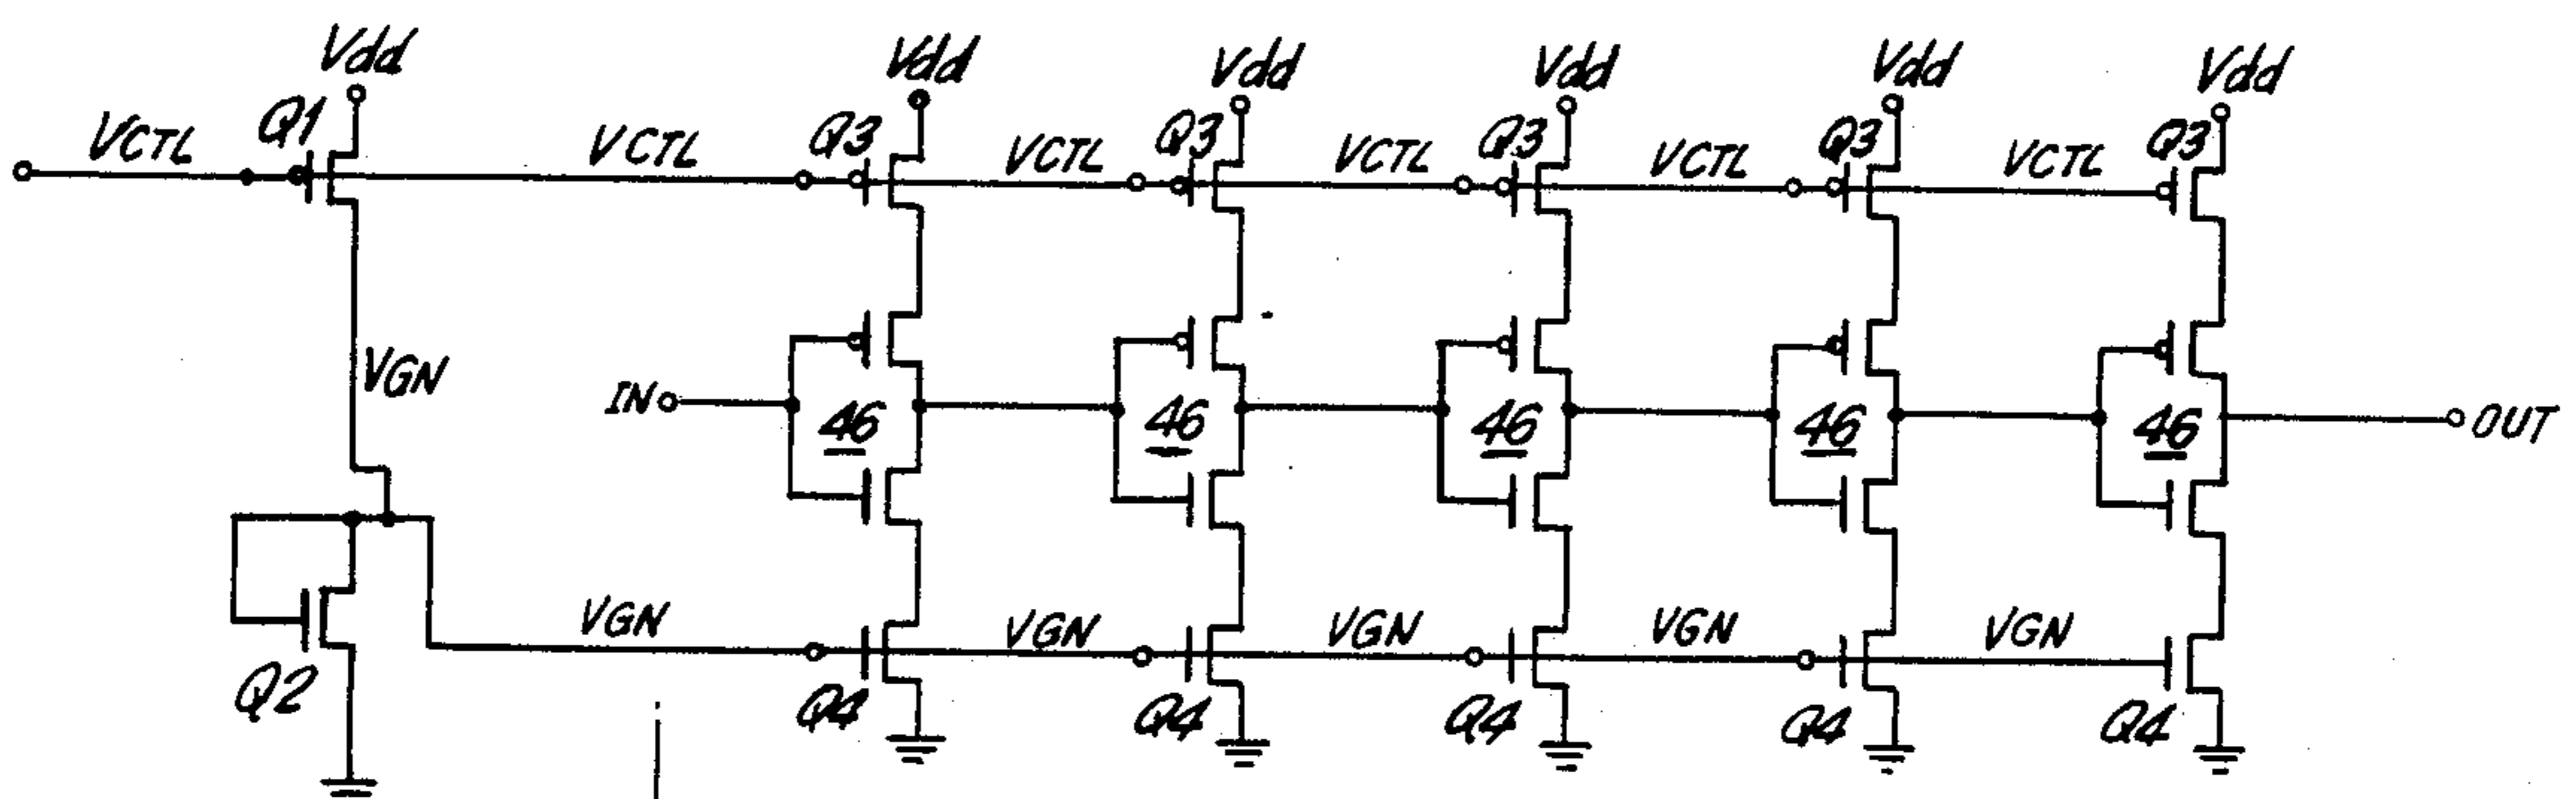 Vdd Vdd Vdd Vdd Vdd Vdd
VCTL Q1 VCTL Q3 VCTL Q3 VCTL Q3 VCTL Q3 VCTL Q3
VGN
IN 46 46 46 46 46 OUT
VGN VGN VGN VGN VGN
Q2 Q4 Q4 Q4 Q4 Q4